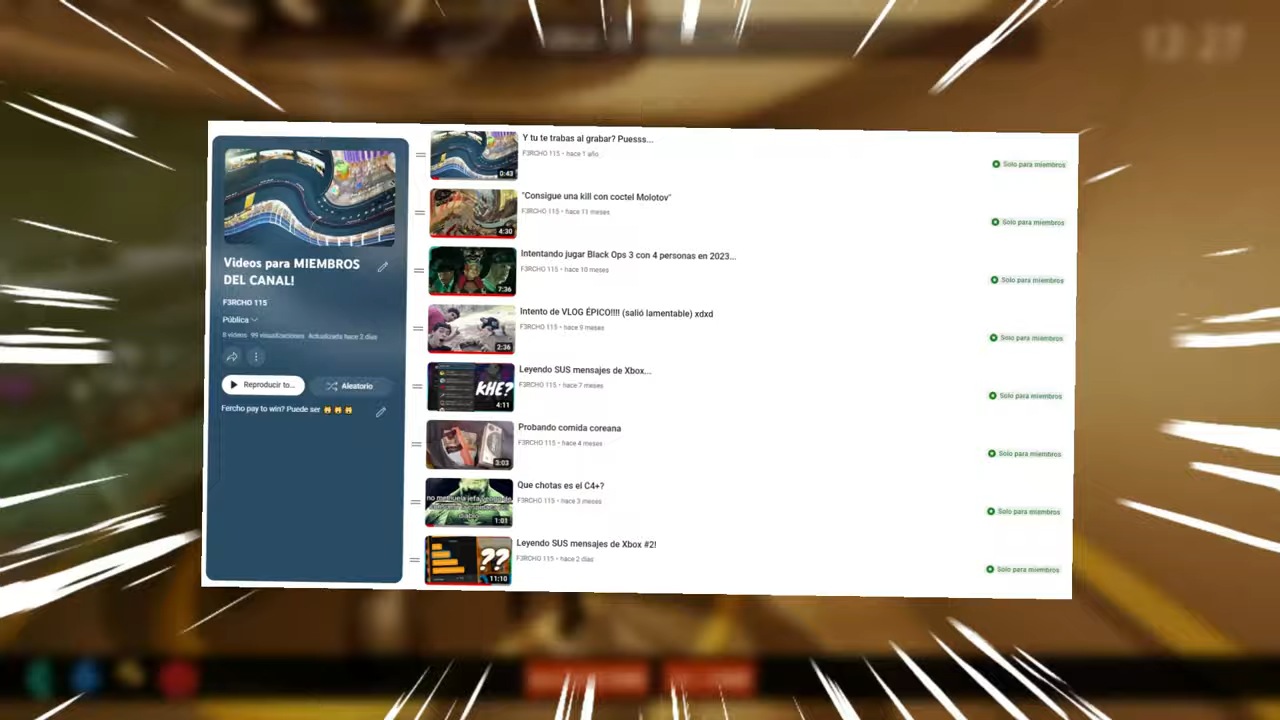 13:27
Videos para MIEMBROS
DEL CANAL!
F3RCHO 115
Pública
8 videos 99 visualizaciones Actualizada hace 2 días
Reproducir to...
Aleatorio
Fercho pay to win? Puede ser
Y tu te trabas al grabar? Puesss...
F3RCHO 115 • hace 1 año
0:43
Solo para miembros
"Consigue una kill con coctel Molotov"
F3RCHO 115 • hace 11 meses
4:30
Solo para miembros
Intentando jugar Black Ops 3 con 4 personas en 2023...
F3RCHO 115 • hace 10 meses
7:36
Solo para miembros
Intento de VLOG ÉPICO!!!! (salió lamentable) xdxd
F3RCHO 115 • hace 9 meses
2:36
Solo para miembros
Leyendo SUS mensajes de Xbox...
F3RCHO 115 • hace 7 meses
KHE?
4:11
Solo para miembros
Probando comida coreana
F3RCHO 115 • hace 4 meses
3:03
Solo para miembros
Que chotas es el C4+?
F3RCHO 115 • hace 3 meses
1:01
Solo para miembros
Leyendo SUS mensajes de Xbox #2!
F3RCHO 115 • hace 2 días
??
11:10
Solo para miembros